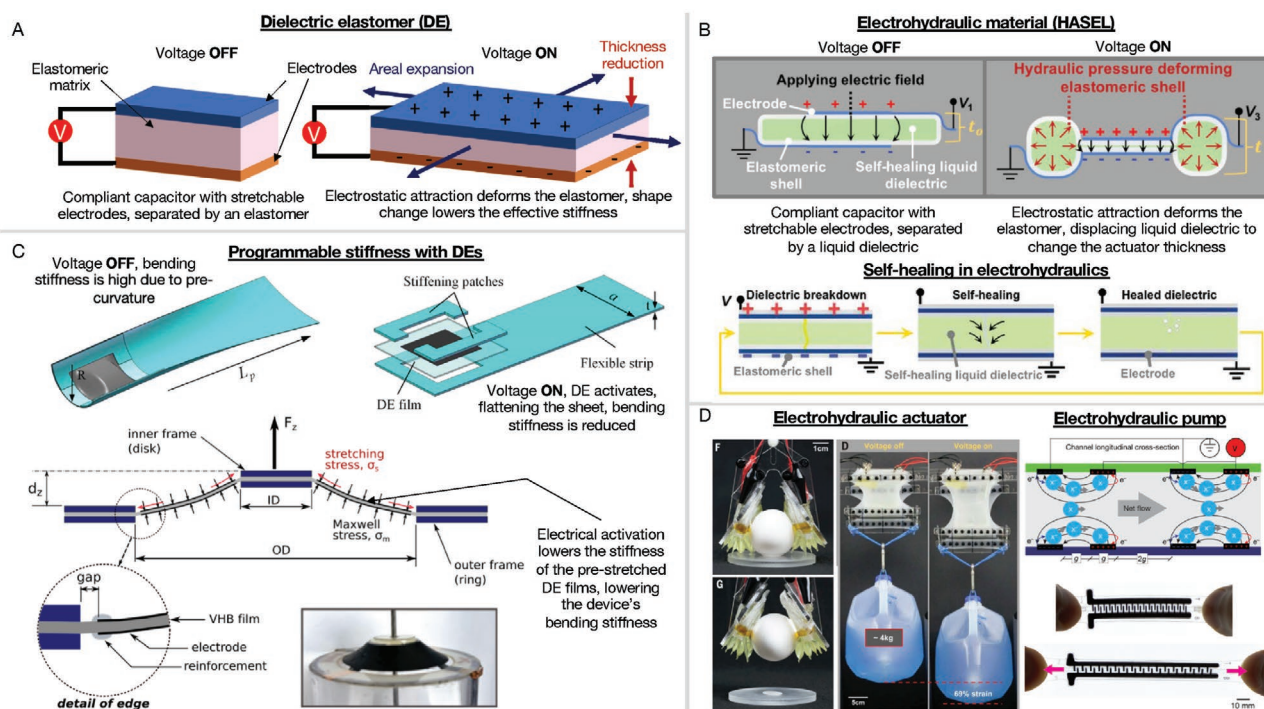 A
Dielectric elastomer (DE)
Voltage OFF
Voltage ON
Elastomeric
matrix
Electrodes
Areal expansion
Thickness
reduction
V
V
Compliant capacitor with
stretchable electrodes, separated
by an elastomer
Electrostatic attraction deforms the elastomer, shape
change lowers the effective stiffness
B
Electrohydraulic material (HASEL)
Voltage OFF
Voltage ON
Applying electric field
Electrode
V1
to
Elastomeric
shell
Self-healing liquid
dielectric
Hydraulic pressure deforming
elastomeric shell
V3
t
Compliant capacitor with
stretchable electrodes, separated
by a liquid dielectric
Electrostatic attraction deforms the
elastomer, displacing liquid dielectric to
change the actuator thickness
Self-healing in electrohydraulics
V
Dielectric breakdown
Self-healing
Healed dielectric
Elastomeric shell
Self-healing liquid dielectric
Electrode
C
Programmable stiffness with DEs
Voltage OFF, bending
stiffness is high due to pre-
curvature
R
Lp
Stiffening patches
a
t
Flexible strip
DE film
Voltage ON, DE activates,
flattening the sheet, bending
stiffness is reduced
inner frame
(disk)
Fz
stretching
stress, σs
dz
ID
Maxwell
stress, σm
OD
outer frame
(ring)
gap
VHB film
electrode
reinforcement
detail of edge
Electrical activation
lowers the stiffness
of the pre-stretched
DE films, lowering
the device's
bending stiffness
D
Electrohydraulic actuator
Electrohydraulic pump
F
1cm
G
D
Voltage off
Voltage on
~ 4kg
5cm
69% strain
Channel longitudinal cross-section
V
e-
e-
e-
e-
Net flow
e-
e-
e-
e-
g
g
2g
10 mm